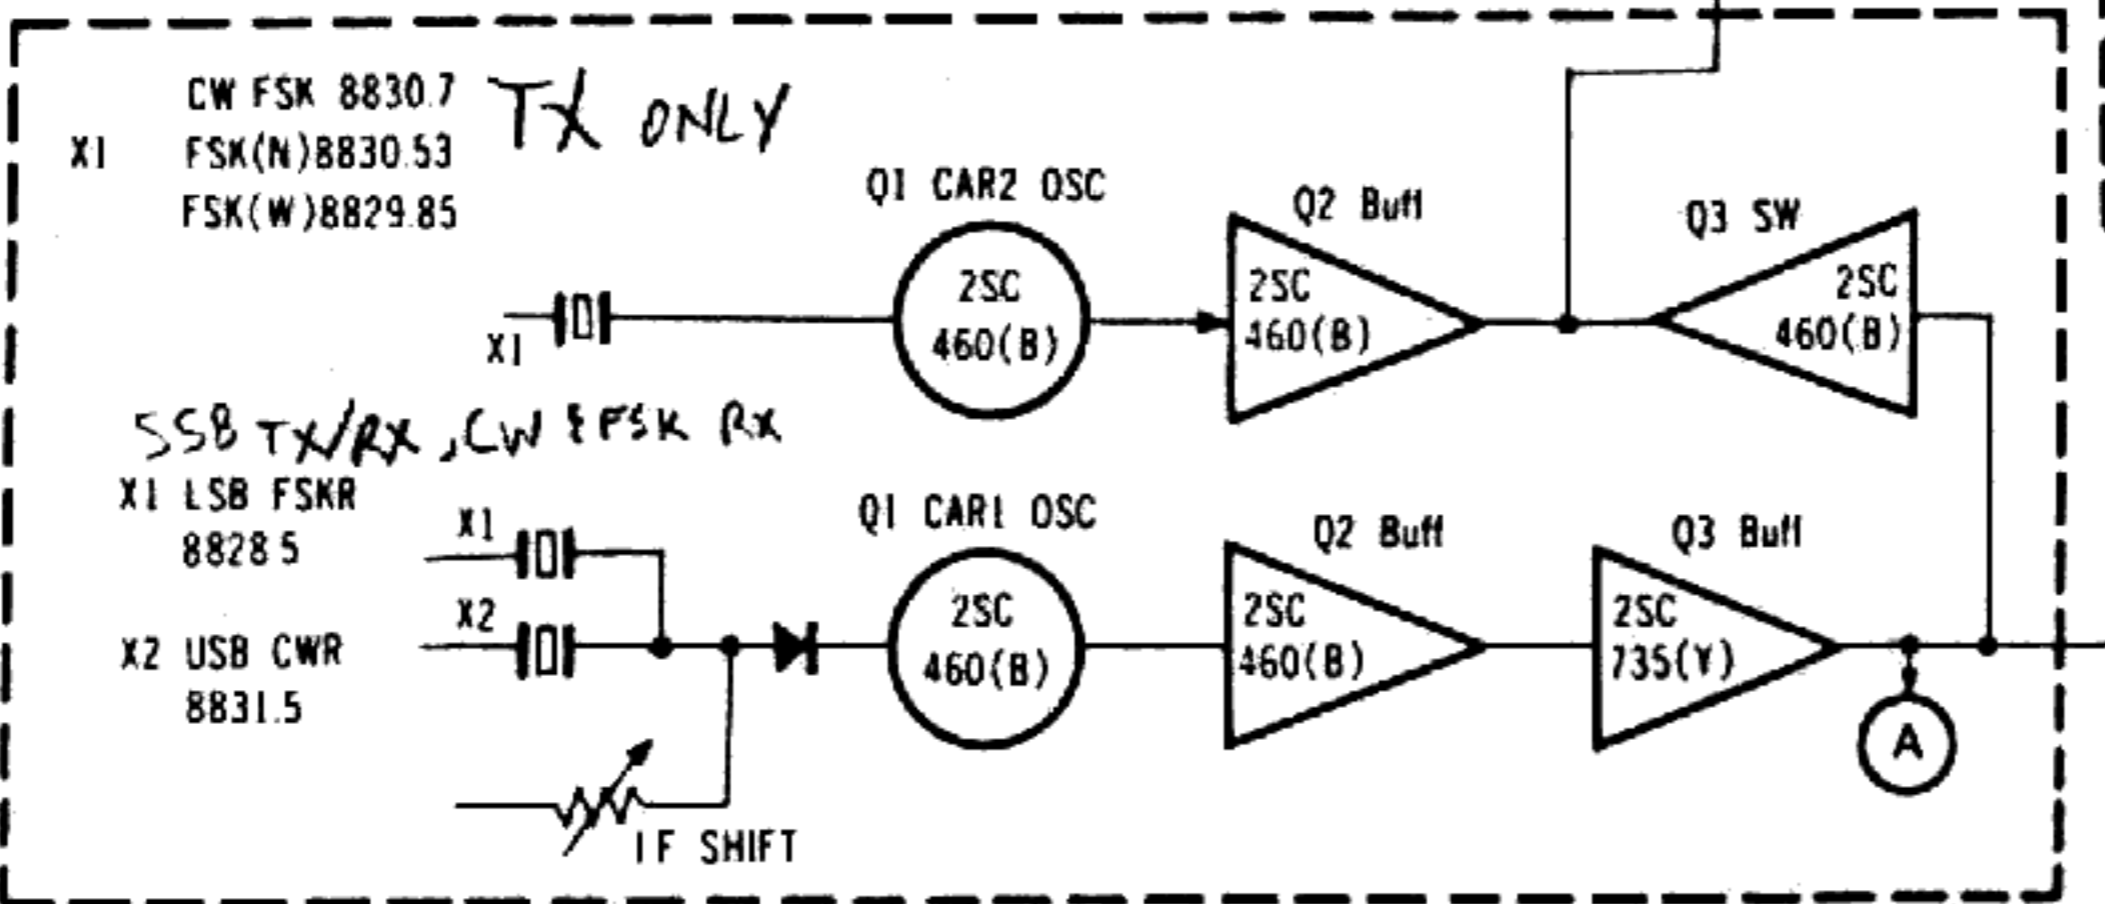 CW FSK 8830.7 TX ONLY
X1 FSK(N)8830.53
FSK(W)8829.85
Q1 CAR2 OSC
Q2 Buff
Q3 SW
2SC
460(B)
2SC
460(B)
2SC
460(B)
X1
SSB TX/RX, CW & FSK RX
X1 LSB FSKR
8828 5
X1
Q1 CAR1 OSC
Q2 Buff
Q3 Buff
X2 USB CWR
8831.5
X2
2SC
460(B)
2SC
460(B)
2SC
735(Y)
A
IF SHIFT